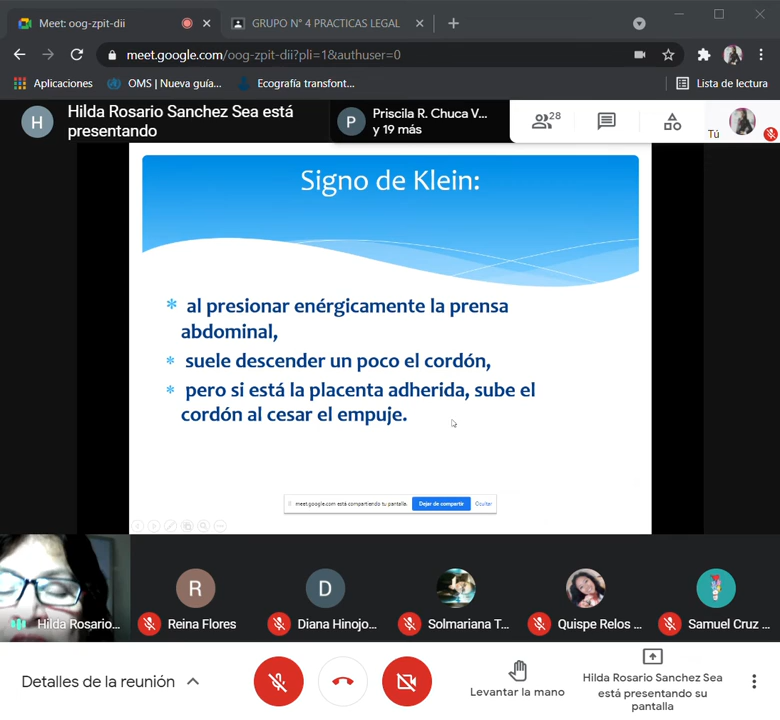 Meet: oog-zpit-dii
GRUPO N° 4 PRACTICAS LEGAL
meet.google.com/oog-zpit-dii?pli=1&authuser=0
Aplicaciones
OMS | Nueva guía...
Ecografía transfont...
Lista de lectura
H
Hilda Rosario Sanchez Sea está
presentando
P
Priscila R. Chuca V...
y 19 más
28
Tú
Signo de Klein:
* al presionar enérgicamente la prensa
abdominal,
* suele descender un poco el cordón,
* pero si está la placenta adherida, sube el
cordón al cesar el empuje.
meet.google.com está compartiendo tu pantalla.
Dejar de compartir
Ocultar
Hilda Rosario...
R
Reina Flores
D
Diana Hinojo...
Solmariana T...
Quispe Relos ...
Samuel Cruz ...
Detalles de la reunión
Levantar la mano
Hilda Rosario Sanchez Sea
está presentando su
pantalla